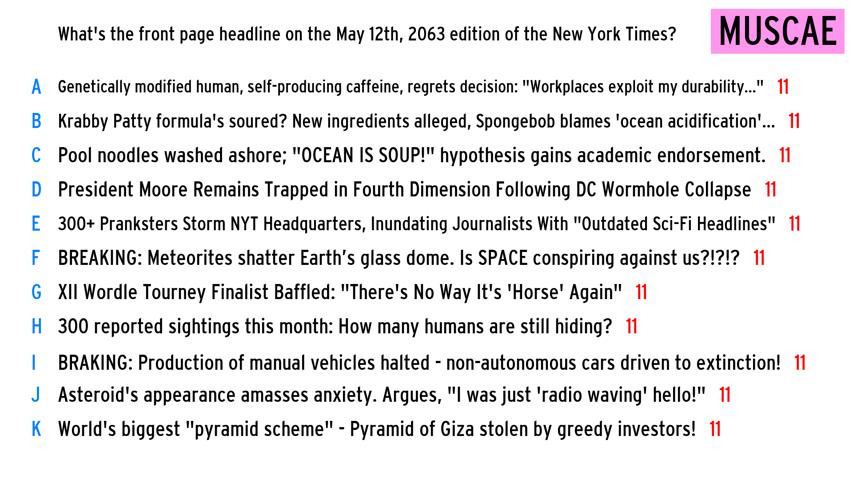 What's the front page headline on the May 12th, 2063 edition of the New York Times?
MUSCAE
A Genetically modified human, self-producing caffeine, regrets decision: "Workplaces exploit my durability..." 11
B Krabby Patty formula's soured? New ingredients alleged, Spongebob blames 'ocean acidification'... 11
C Pool noodles washed ashore; "OCEAN IS SOUP!" hypothesis gains academic endorsement. 11
D President Moore Remains Trapped in Fourth Dimension Following DC Wormhole Collapse 11
E 300+ Pranksters Storm NYT Headquarters, Inundating Journalists With "Outdated Sci-Fi Headlines" 11
F BREAKING: Meteorites shatter Earth’s glass dome. Is SPACE conspiring against us?!?!? 11
G XII Wordle Tourney Finalist Baffled: "There's No Way It's 'Horse' Again" 11
H 300 reported sightings this month: How many humans are still hiding? 11
I BRAKING: Production of manual vehicles halted - non-autonomous cars driven to extinction! 11
J Asteroid's appearance amasses anxiety. Argues, "I was just 'radio waving' hello!" 11
K World's biggest "pyramid scheme" - Pyramid of Giza stolen by greedy investors! 11